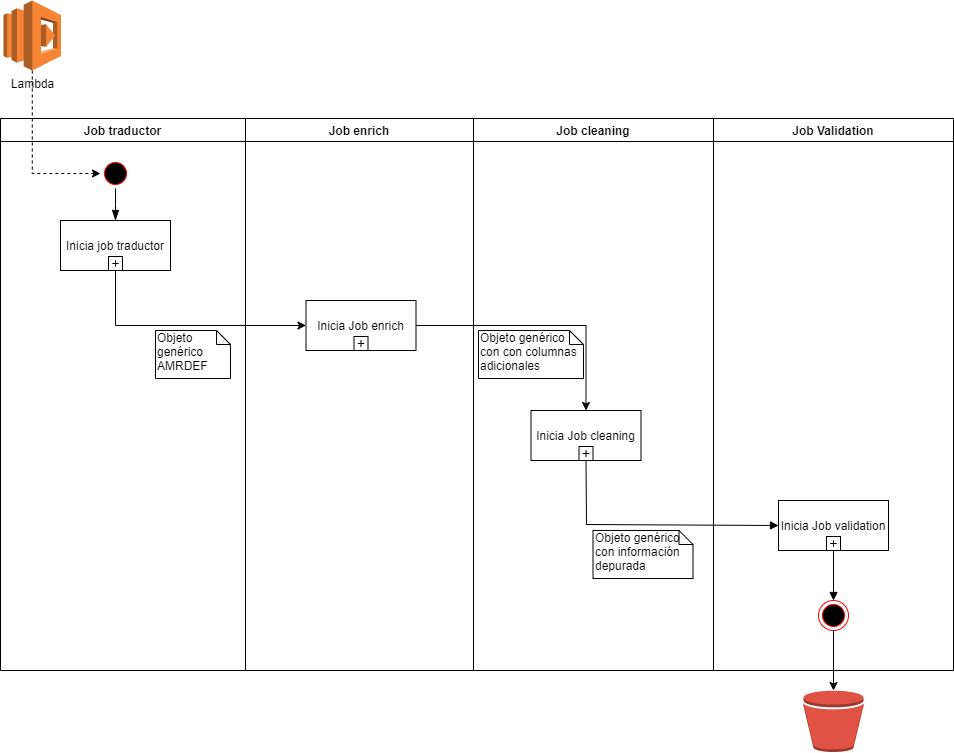 Lambda
Job traductor
Job enrich
Job cleaning
Job Validation
Inicia job traductor
+
Objeto
genérico
AMRDEF
Inicia Job enrich
+
Objeto genérico
con con columnas
adicionales
Inicia Job cleaning
+
Objeto genérico
con información
depurada
Inicia Job validation
+